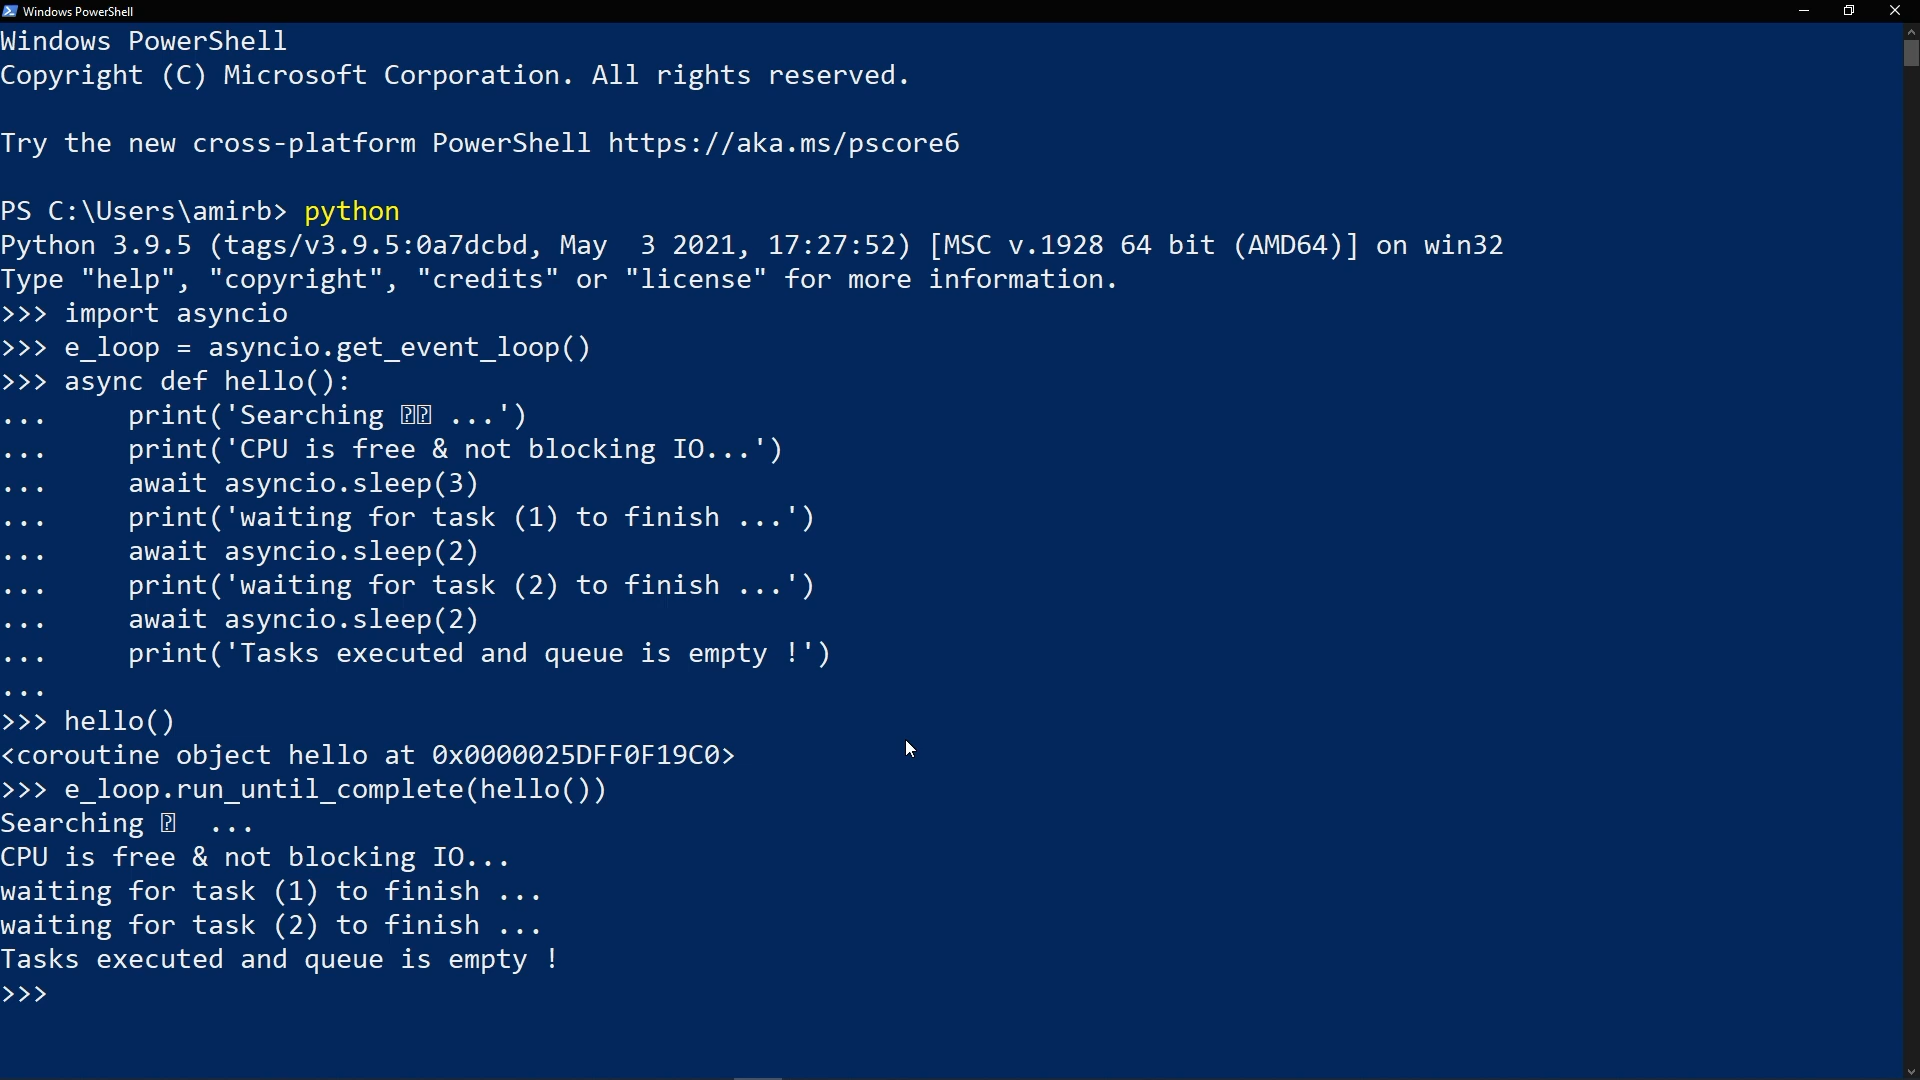 Windows PowerShell
Windows PowerShell
Copyright (C) Microsoft Corporation. All rights reserved.
Try the new cross-platform PowerShell https://aka.ms/pscore6
PS C:\Users\amirb> python
Python 3.9.5 (tags/v3.9.5:0a7dcbd, May  3 2021, 17:27:52) [MSC v.1928 64 bit (AMD64)] on win32
Type "help", "copyright", "credits" or "license" for more information.
>>> import asyncio
>>> e_loop = asyncio.get_event_loop()
>>> async def hello():
...     print('Searching ⍰⍰ ...')
...     print('CPU is free & not blocking IO...')
...     await asyncio.sleep(3)
...     print('waiting for task (1) to finish ...')
...     await asyncio.sleep(2)
...     print('waiting for task (2) to finish ...')
...     await asyncio.sleep(2)
...     print('Tasks executed and queue is empty !')
...
>>> hello()
<coroutine object hello at 0x0000025DFF0F19C0>
>>> e_loop.run_until_complete(hello())
Searching ⍰  ...
CPU is free & not blocking IO...
waiting for task (1) to finish ...
waiting for task (2) to finish ...
Tasks executed and queue is empty !
>>>